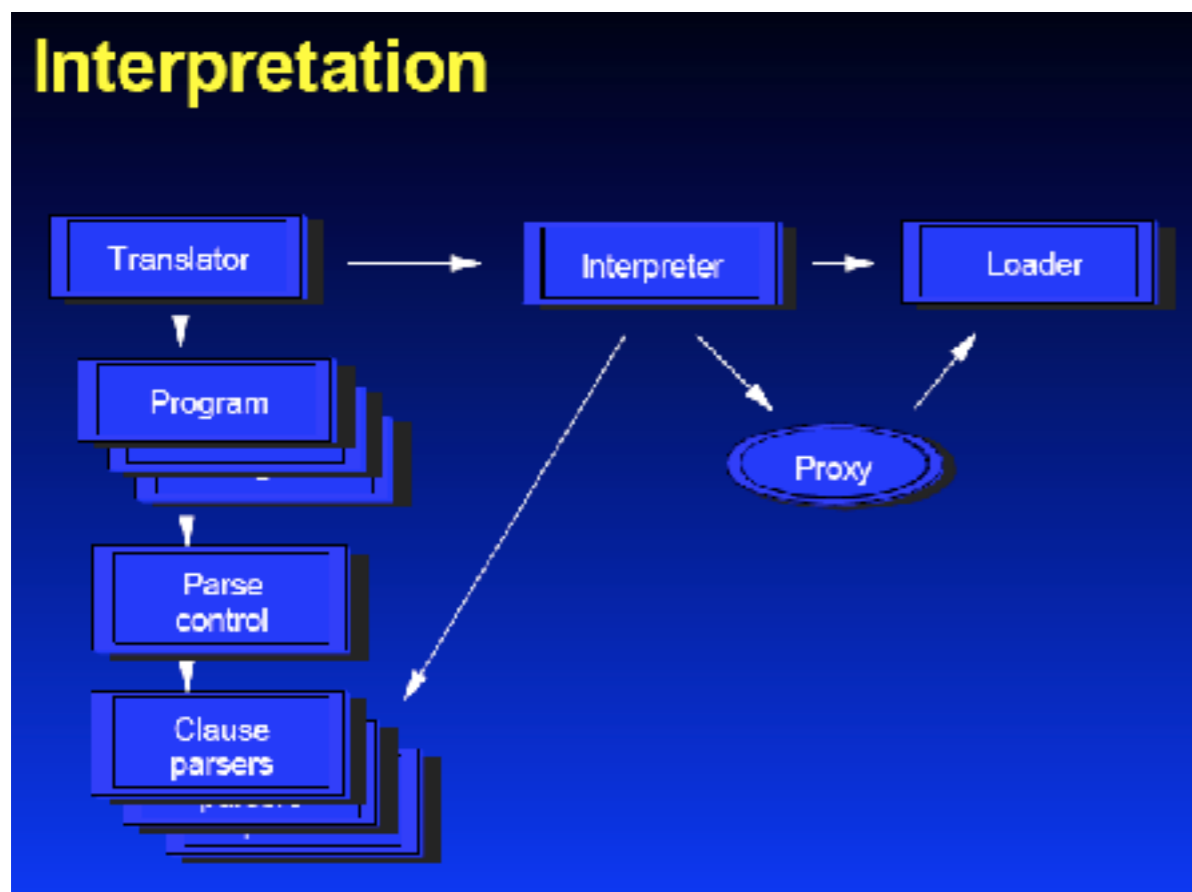 Interpretation
Translator
Interpreter
Loader
Program
Proxy
Parse
control
Clause
parsers